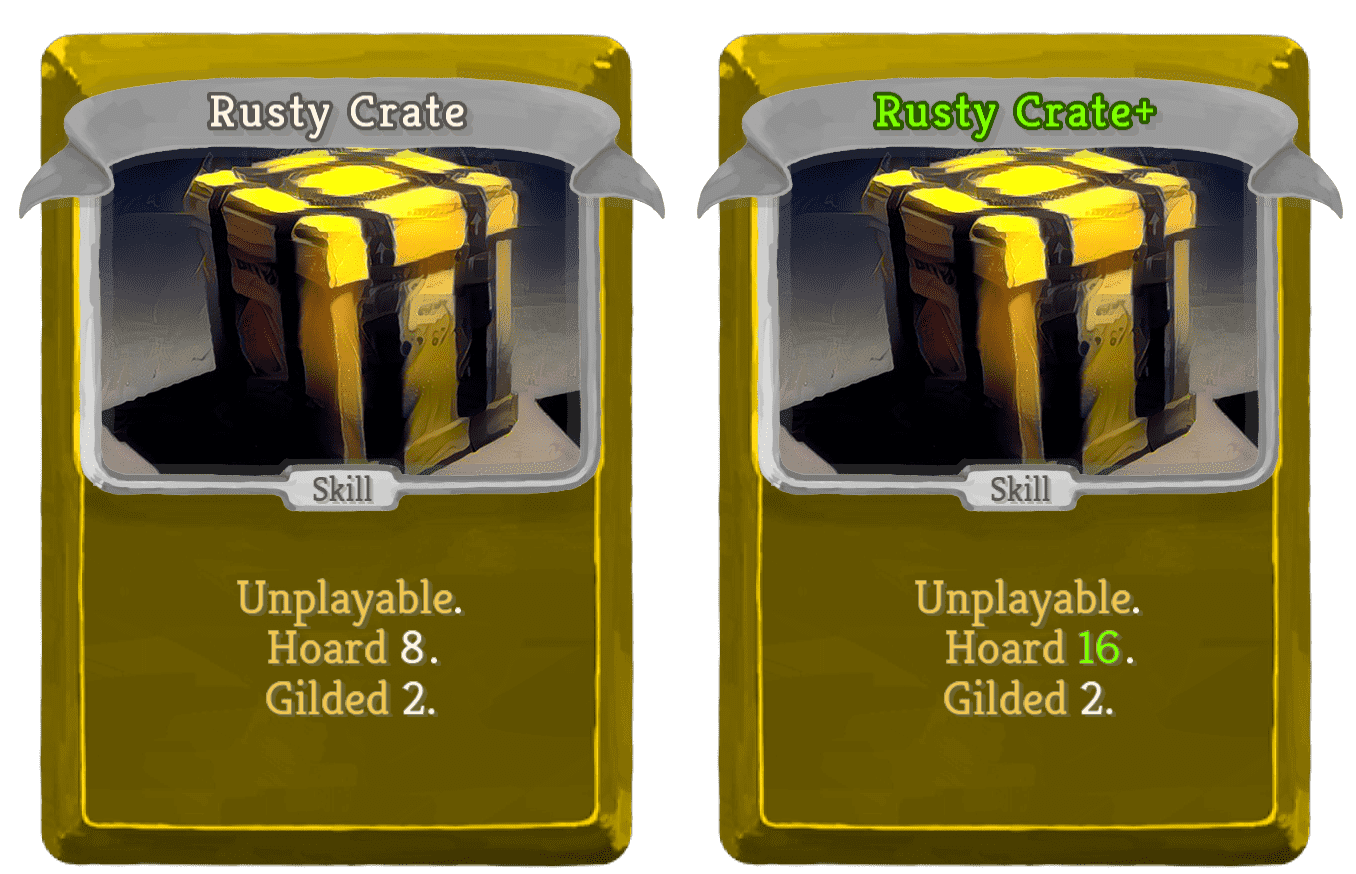 Rusty Crate
Skill
Unplayable.
Hoard 8.
Gilded 2.
Rusty Crate+
Skill
Unplayable.
Hoard 16.
Gilded 2.